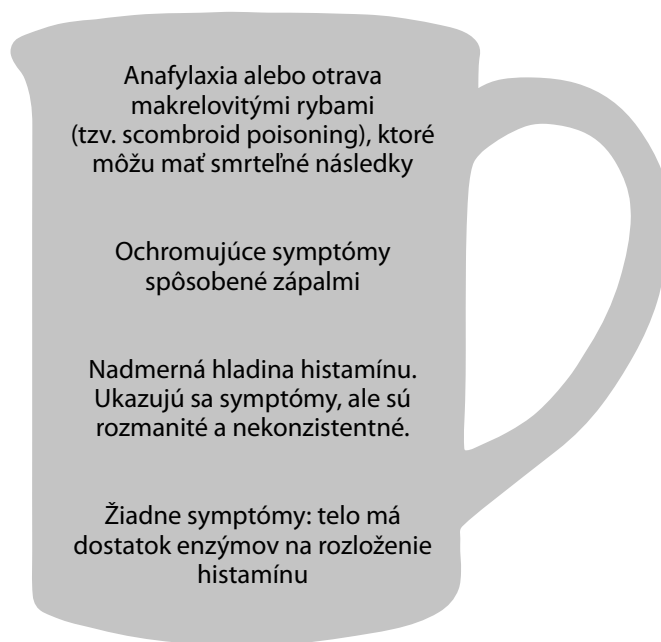 Anafylaxia alebo otrava
makrelovitými rybami
(tzv. scombroid poisoning), ktoré
môžu mať smrteľné následky
Ochromujúce symptómy
spôsobené zápalmi
Nadmerná hladina histamínu.
Ukazujú sa symptómy, ale sú
rozmanité a nekonzistentné.
Žiadne symptómy: telo má
dostatok enzýmov na rozloženie
histamínu